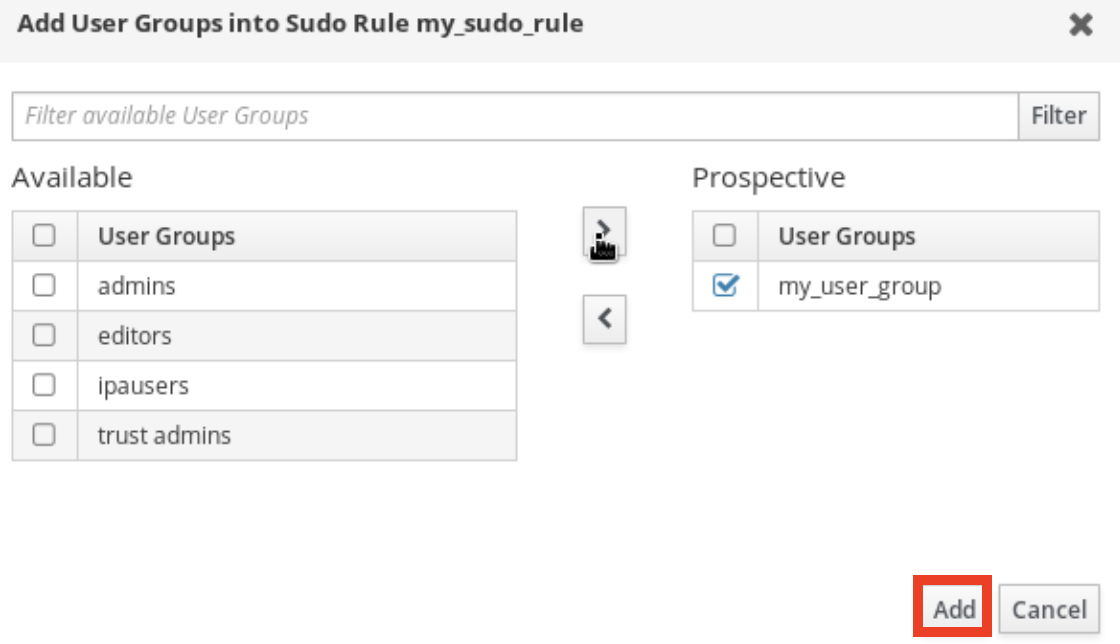 Add User Groups into Sudo Rule my_sudo_rule
Filter available User Groups
Filter
Available
Prospective
User Groups
User Groups
admins
my_user_group
editors
ipausers
trust admins
Add
Cancel